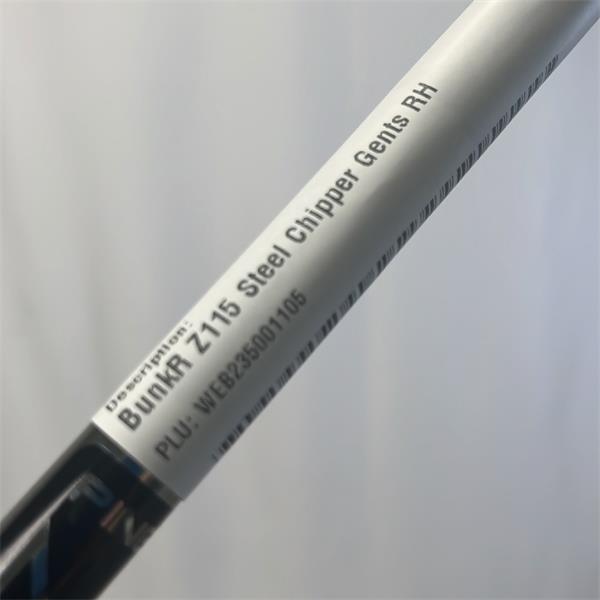 Description:
BunkR Z115 Steel Chipper Gents RH
PLU: WEB235001105